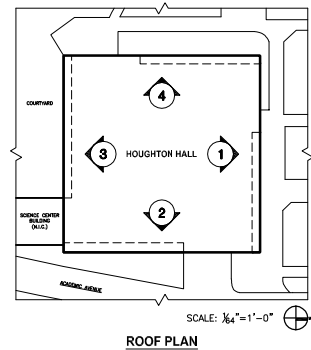 4
COURTYARD
3
HOUGHTON HALL
1
2
SCIENCE CENTER
BUILDING
(N.I.C.)
ACADEMIC AVENUE
SCALE: 1/64"=1'-0"
ROOF PLAN